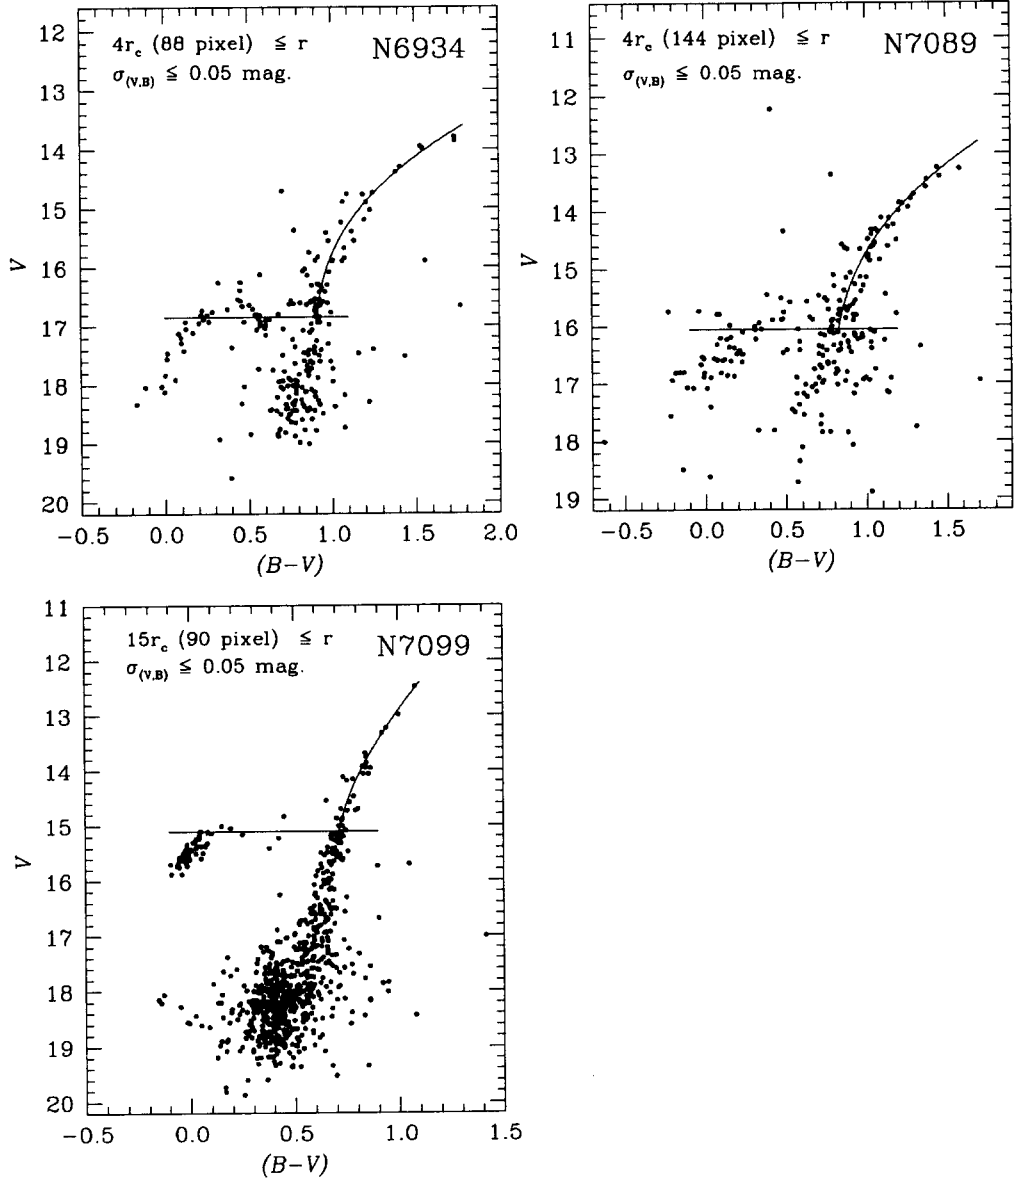 4r_c (88 pixel) ≦ r N6934
σ_(V,B) ≦ 0.05 mag.
12
13
14
15
16
17
18
19
20
V
−0.5 0.0 0.5 1.0 1.5 2.0
(B−V)
4r_c (144 pixel) ≦ r N7089
σ_(V,B) ≦ 0.05 mag.
11
12
13
14
15
16
17
18
19
V
−0.5 0.0 0.5 1.0 1.5
(B−V)
15r_c (90 pixel) ≦ r N7099
σ_(V,B) ≦ 0.05 mag.
11
12
13
14
15
16
17
18
19
20
V
−0.5 0.0 0.5 1.0 1.5
(B−V)